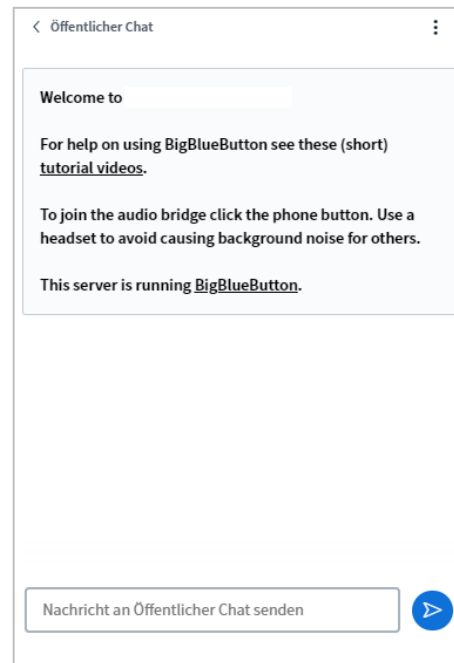 Öffentlicher Chat
Welcome to
For help on using BigBlueButton see these (short)
tutorial videos.
To join the audio bridge click the phone button. Use a
headset to avoid causing background noise for others.
This server is running BigBlueButton.
Nachricht an Öffentlicher Chat senden